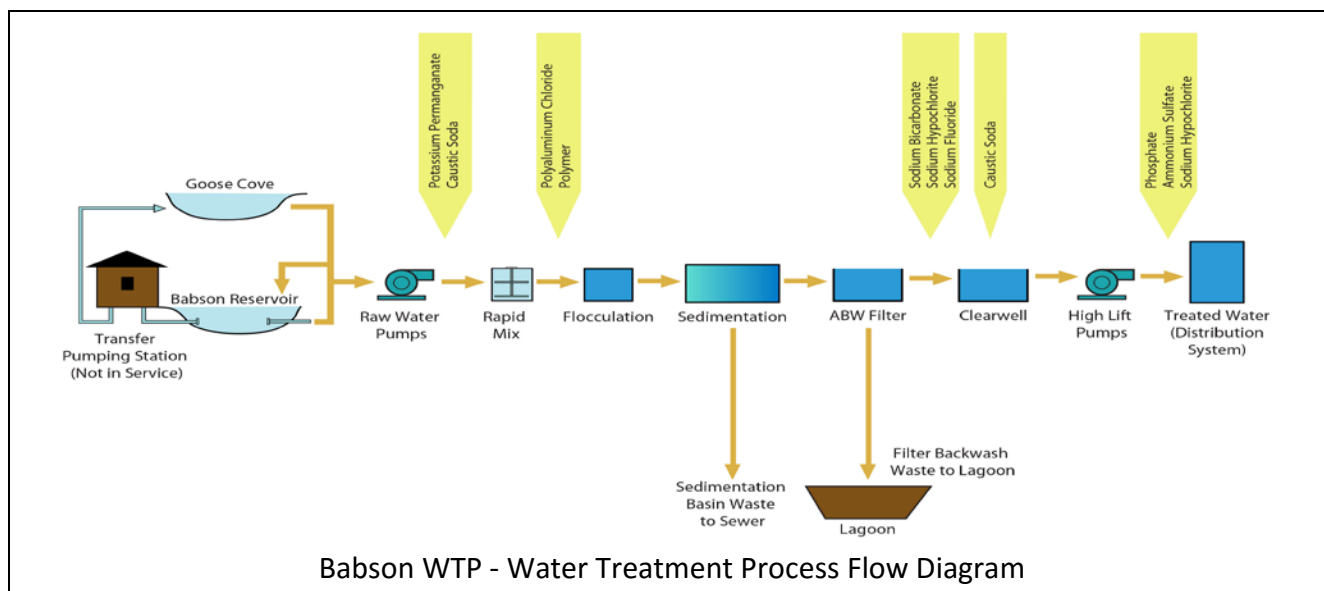 Potassium Permanganate
Caustic Soda
Polyaluminum Chloride
Polymer
Sodium Bicarbonate
Sodium Hypochlorite
Sodium Fluoride
Caustic Soda
Phosphate
Ammonium Sulfate
Sodium Hypochlorite
Goose Cove
Babson Reservoir
Transfer
Pumping Station
(Not in Service)
Raw Water
Pumps
Rapid
Mix
Flocculation
Sedimentation
ABW Filter
Clearwell
High Lift
Pumps
Treated Water
(Distribution
System)
Sedimentation
Basin Waste
to Sewer
Filter Backwash
Waste to Lagoon
Lagoon
Babson WTP - Water Treatment Process Flow Diagram